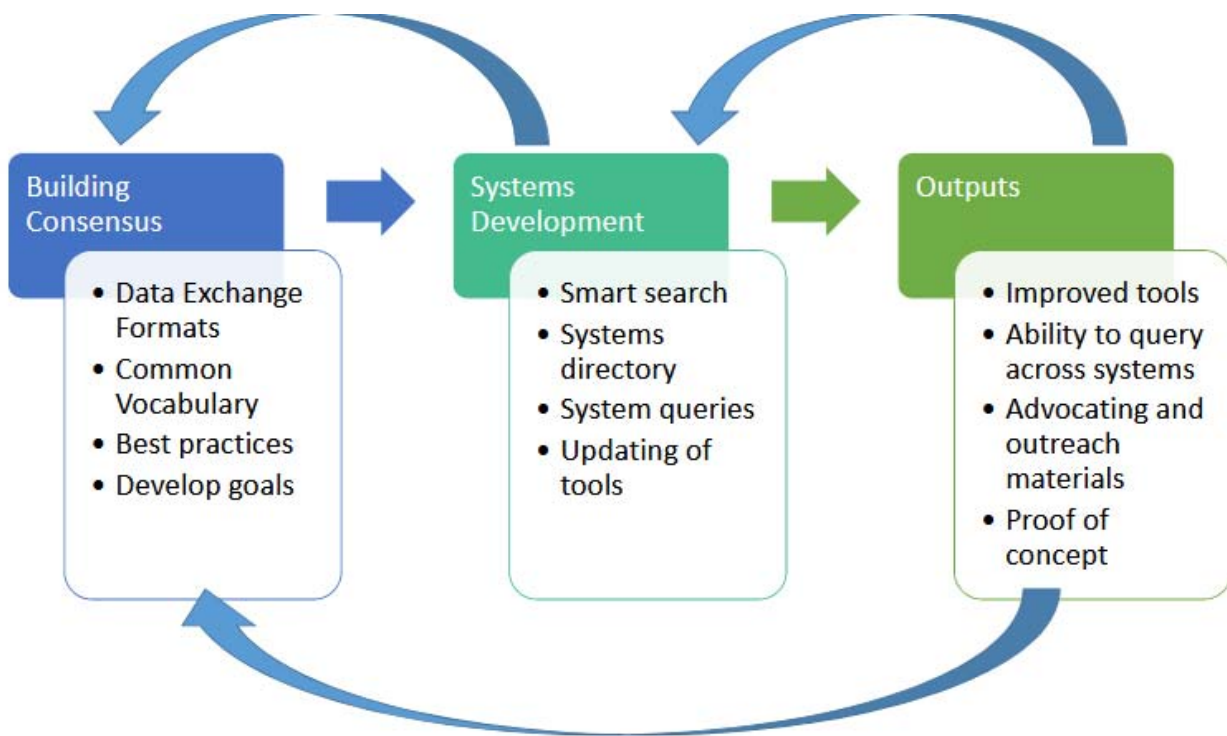 Building
Consensus
• Data Exchange
Formats
• Common
Vocabulary
• Best practices
• Develop goals
Systems
Development
• Smart search
• Systems
directory
• System queries
• Updating of
tools
Outputs
• Improved tools
• Ability to query
across systems
• Advocating and
outreach
materials
• Proof of
concept